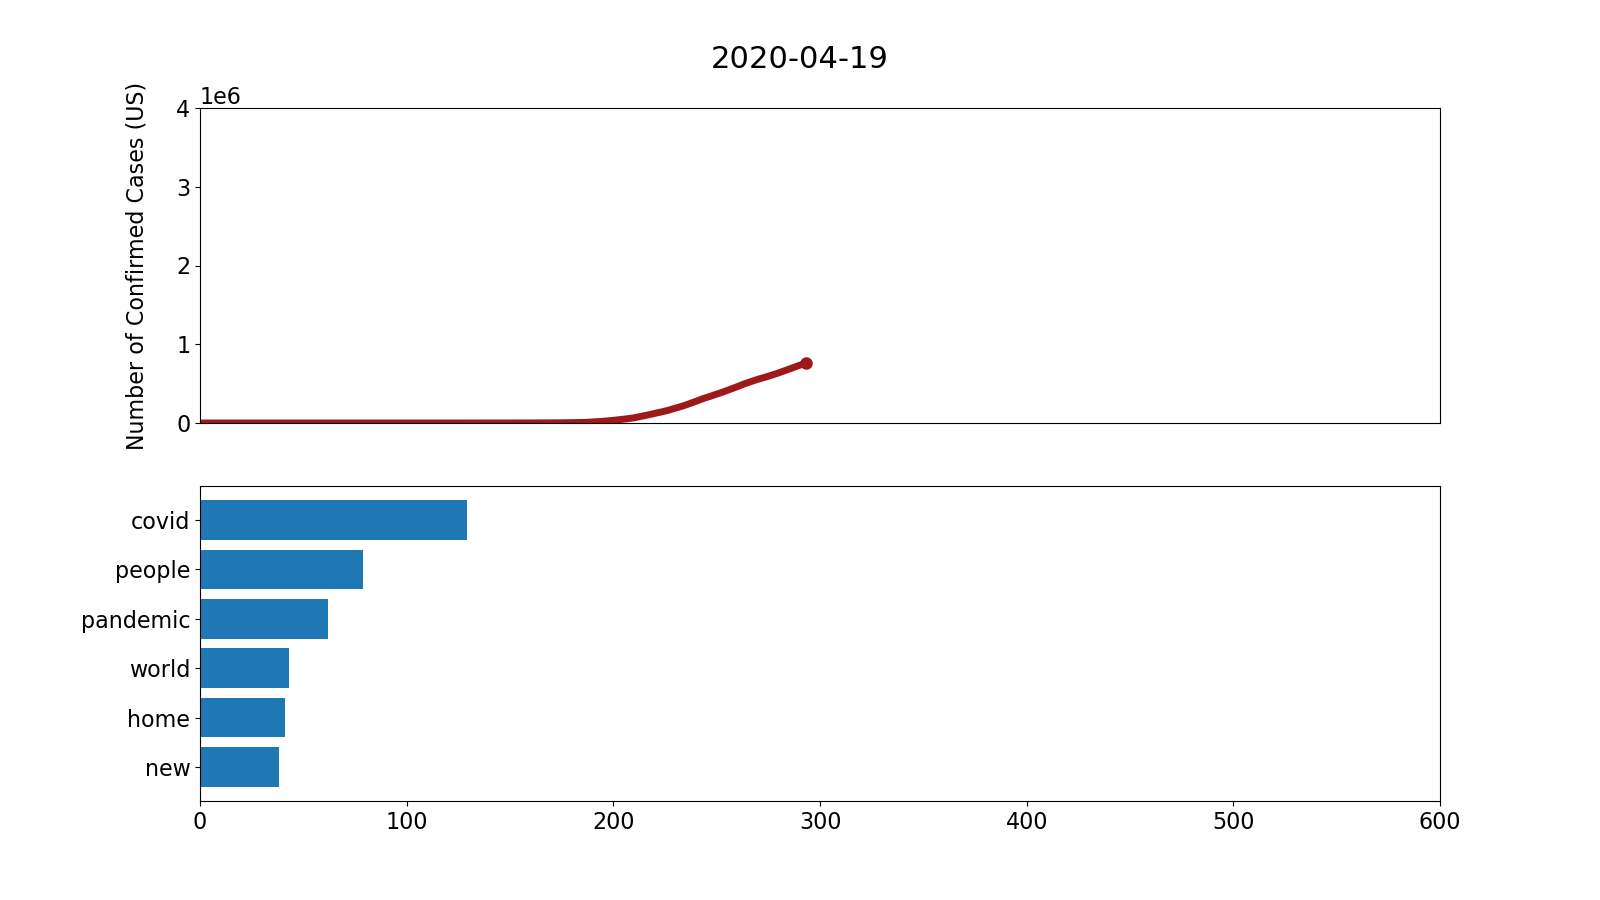 2020-04-19
1e6
4
3
2
1
0
Number of Confirmed Cases (US)
covid
people
pandemic
world
home
new
0 100 200 300 400 500 600